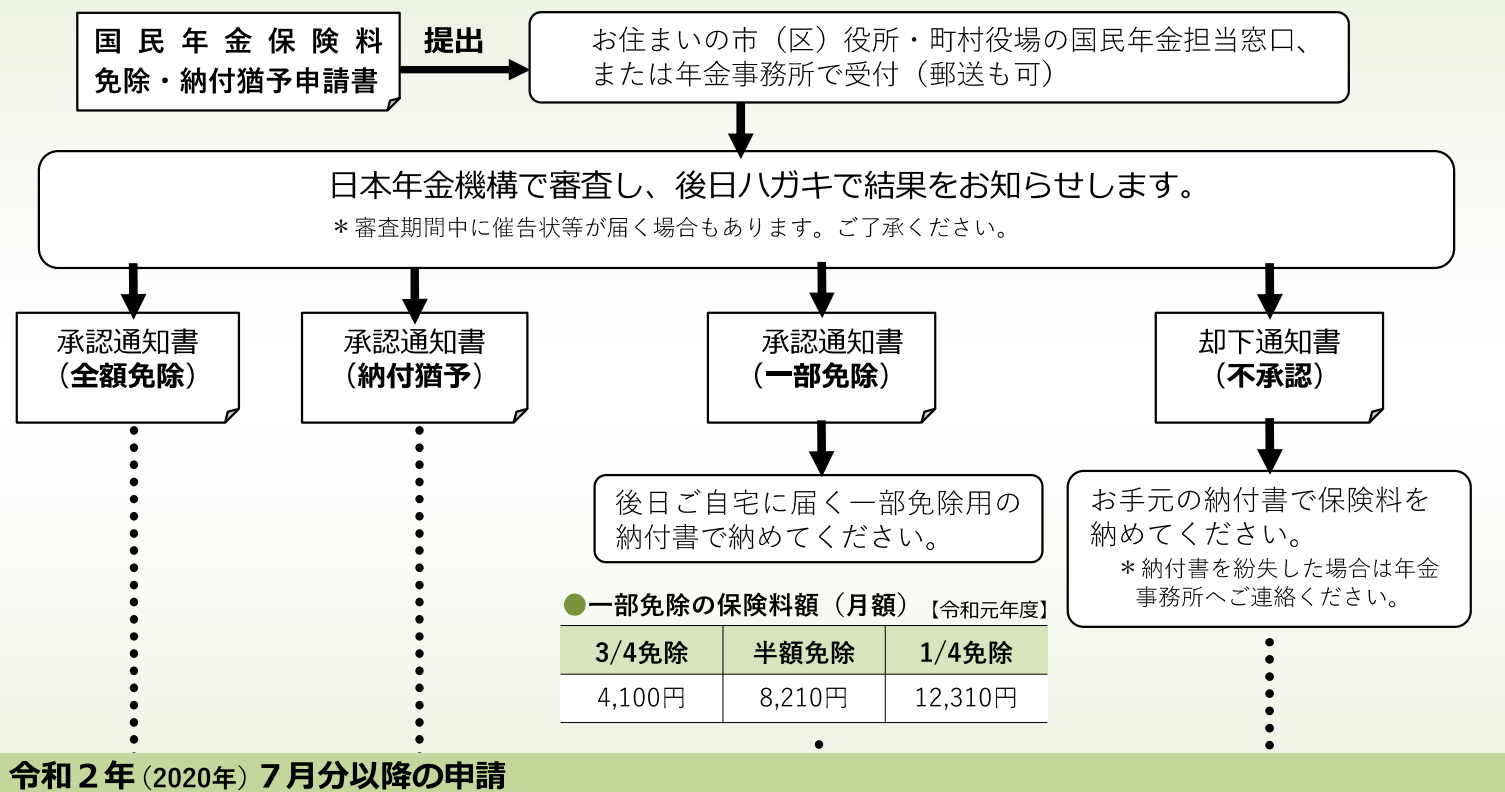 国民年金保険料
免除・納付猶予申請書
提出
お住まいの市（区）役所・町村役場の国民年金担当窓口、
または年金事務所で受付（郵送も可）
日本年金機構で審査し、後日ハガキで結果をお知らせします。
＊審査期間中に催告状等が届く場合もあります。ご了承ください。
承認通知書
（全額免除）
承認通知書
（納付猶予）
承認通知書
（一部免除）
却下通知書
（不承認）
後日ご自宅に届く一部免除用の
納付書で納めてください。
お手元の納付書で保険料を
納めてください。
＊納付書を紛失した場合は年金
事務所へご連絡ください。
●一部免除の保険料額（月額）【令和元年度】
3/4免除 半額免除 1/4免除
4,100円 8,210円 12,310円
令和２年（2020年）７月分以降の申請